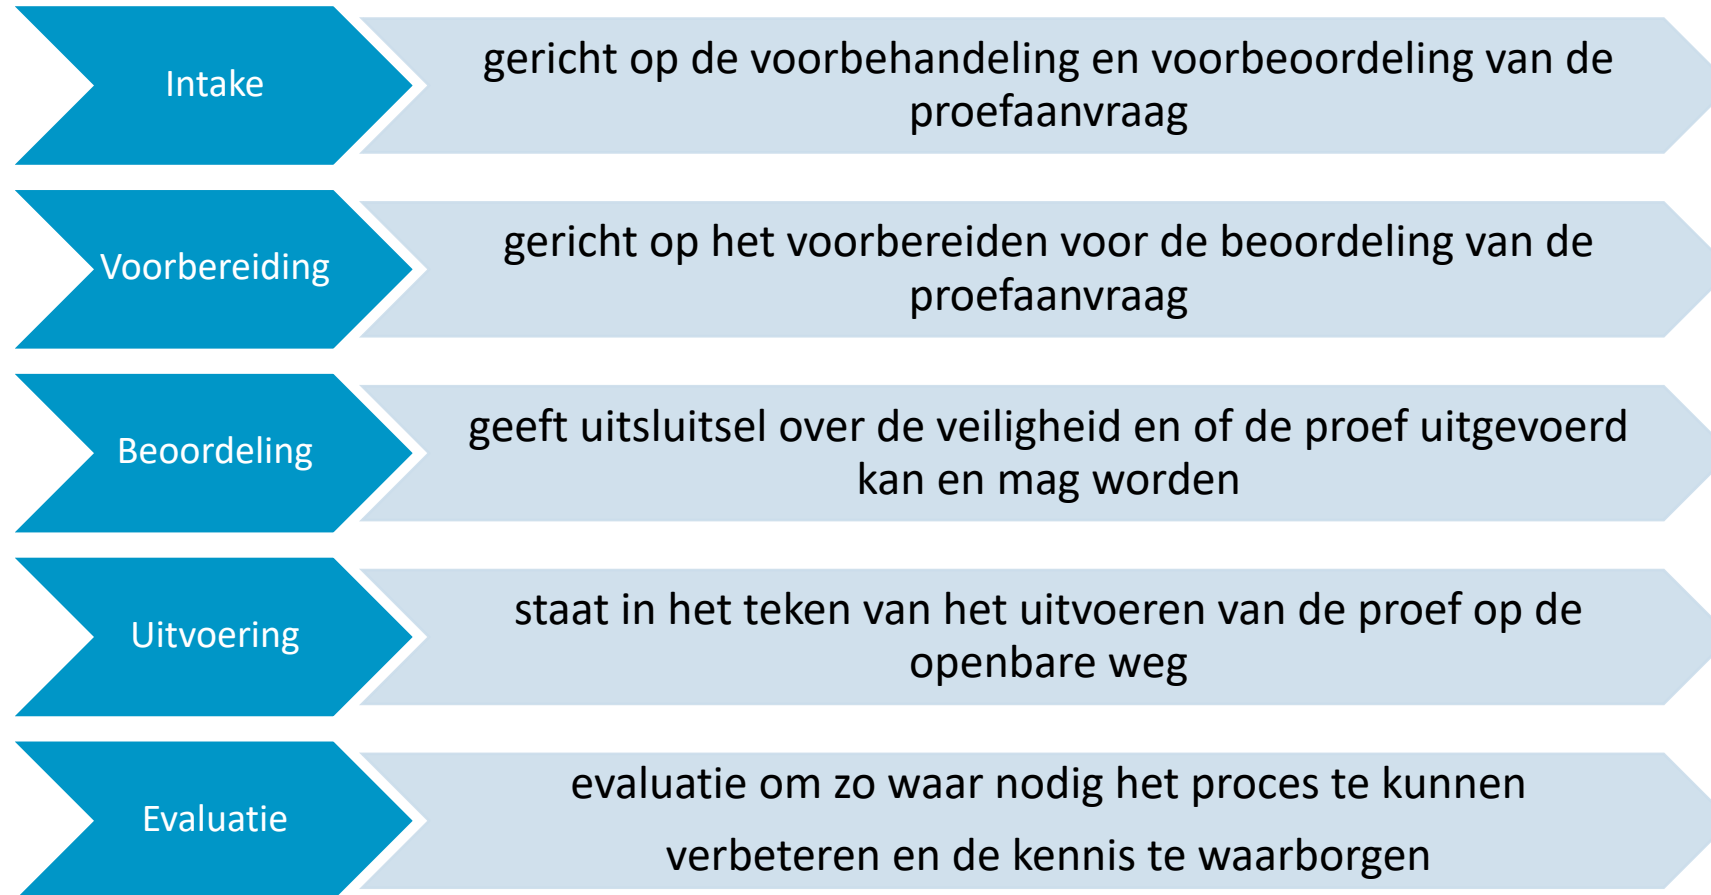 Intake
gericht op de voorbehandeling en voorbeoordeling van de
proefaanvraag
Voorbereiding
gericht op het voorbereiden voor de beoordeling van de
proefaanvraag
Beoordeling
geeft uitsluitsel over de veiligheid en of de proef uitgevoerd
kan en mag worden
Uitvoering
staat in het teken van het uitvoeren van de proef op de
openbare weg
Evaluatie
evaluatie om zo waar nodig het proces te kunnen
verbeteren en de kennis te waarborgen